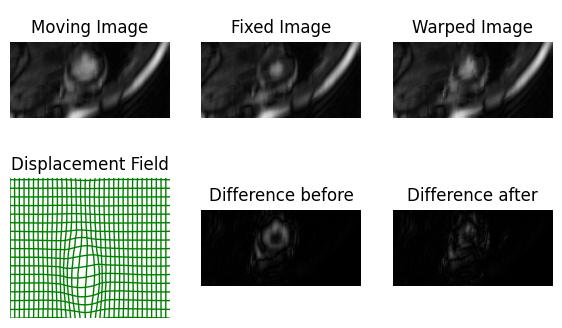 Moving Image
Fixed Image
Warped Image
Displacement Field
Difference before
Difference after